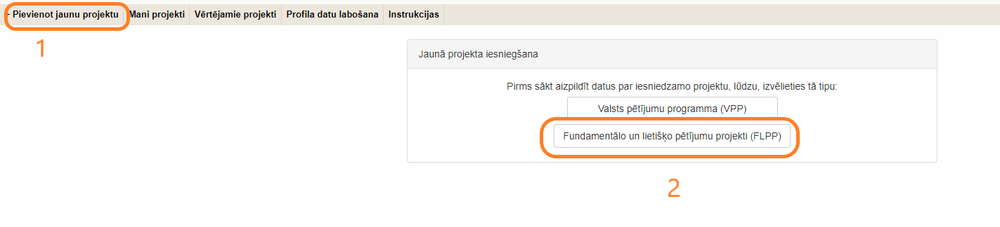 - Pievienot jaunu projektu Mani projekti Vērtējamie projekti Profila datu labošana Instrukcijas
1
Jaunā projekta iesniegšana
Pirms sākt aizpildīt datus par iesniedzamo projektu, lūdzu, izvēlieties tā tipu:
Valsts pētījumu programma (VPP)
Fundamentālo un lietišķo pētījumu projekti (FLPP)
2